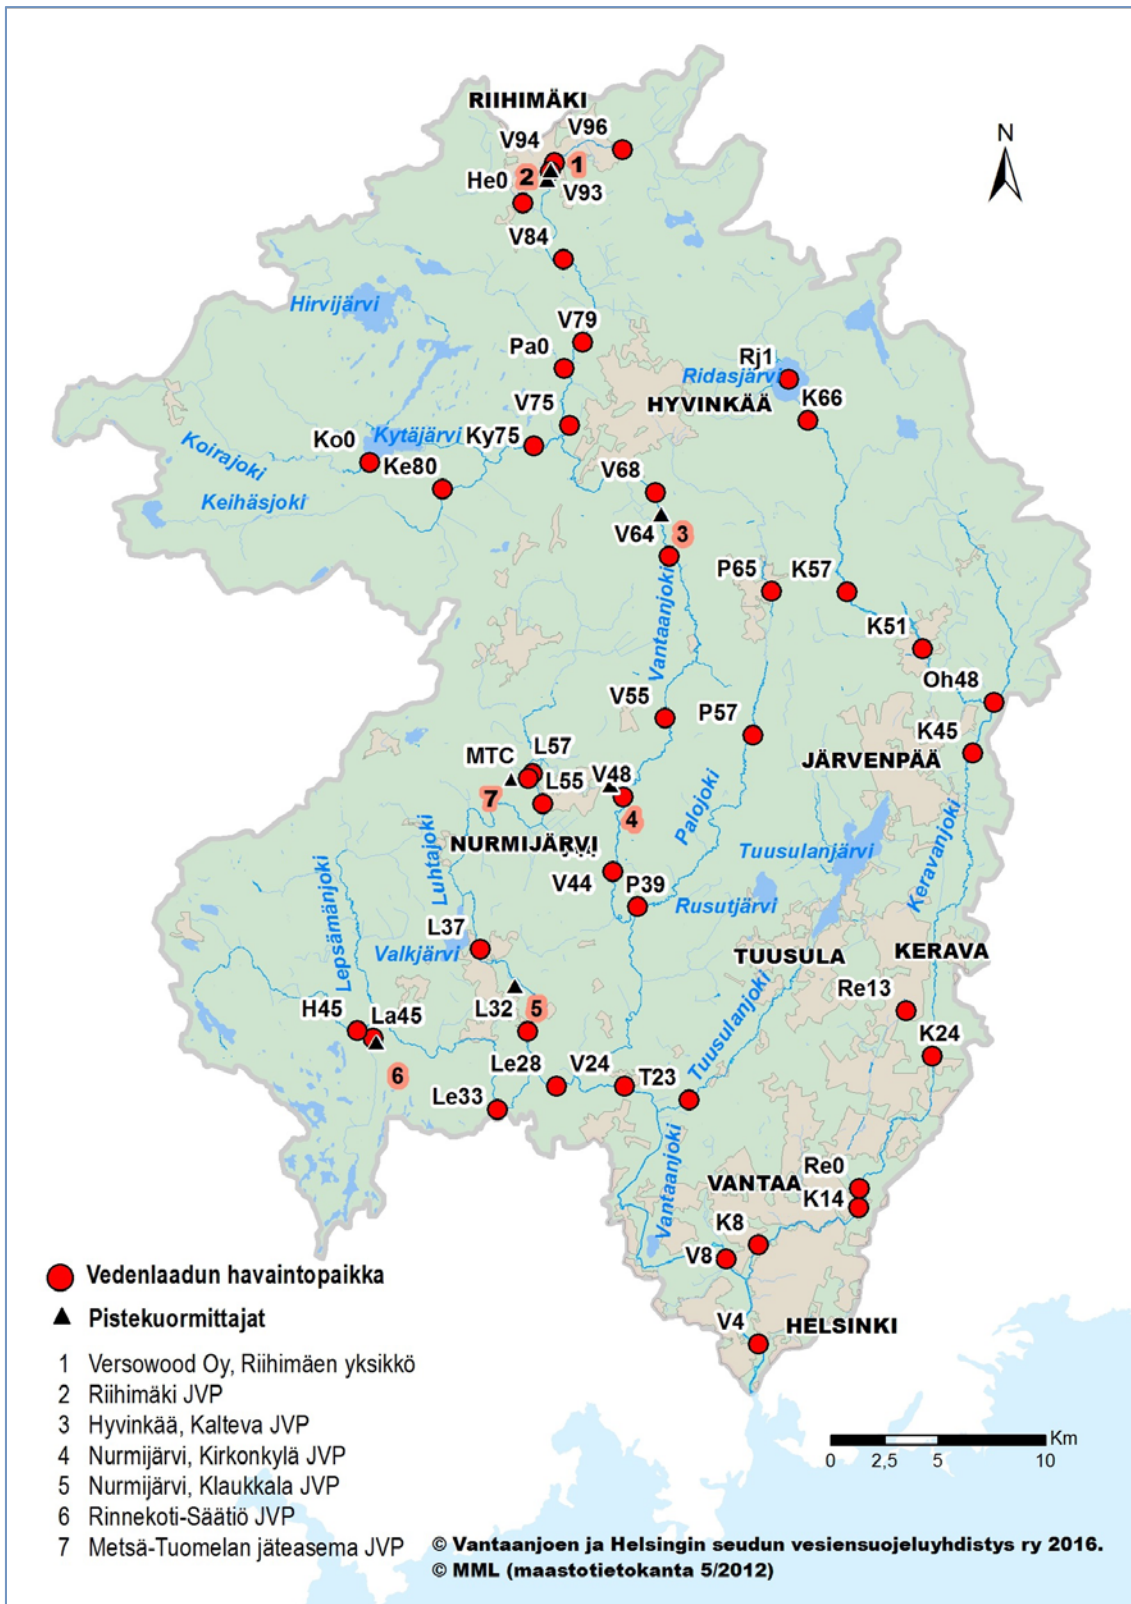 RIIHIMÄKI
V96
V94
1
2
He0
V93
N
V84
Hirvijärvi
V79
Pa0
Rj1
Ridasjärvi
HYVINKÄÄ
K66
V75
Ky75
Kytäjärvi
Ko0
Koirajoki
Ke80
Keihäsjoki
V68
V64
3
P65
K57
Vantaanjoki
K51
Oh48
V55
P57
K45
JÄRVENPÄÄ
MTC
L57
L55
V48
7
4
Palojoki
NURMIJÄRVI
Luhtajoki
Tuusulanjärvi
Keravanjoki
V44
P39
Rusutjärvi
Lepsämänjoki
L37
Valkjärvi
TUUSULA
KERAVA
Re13
L32
5
H45
La45
K24
Tuusulanjoki
6
Le28
V24
T23
Le33
Vantaanjoki
Re0
VANTAA
K14
K8
V8
V4
HELSINKI
Vedenlaadun havaintopaikka
Pistekuormittajat
1 Versowood Oy, Riihimäen yksikkö
2 Riihimäki JVP
3 Hyvinkää, Kalteva JVP
4 Nurmijärvi, Kirkonkylä JVP
5 Nurmijärvi, Klaukkala JVP
6 Rinnekoti-Säätiö JVP
7 Metsä-Tuomelan jäteasema JVP
Km
0 2,5 5 10
© Vantaanjoen ja Helsingin seudun vesiensuojeluyhdistys ry 2016.
© MML (maastotietokanta 5/2012)